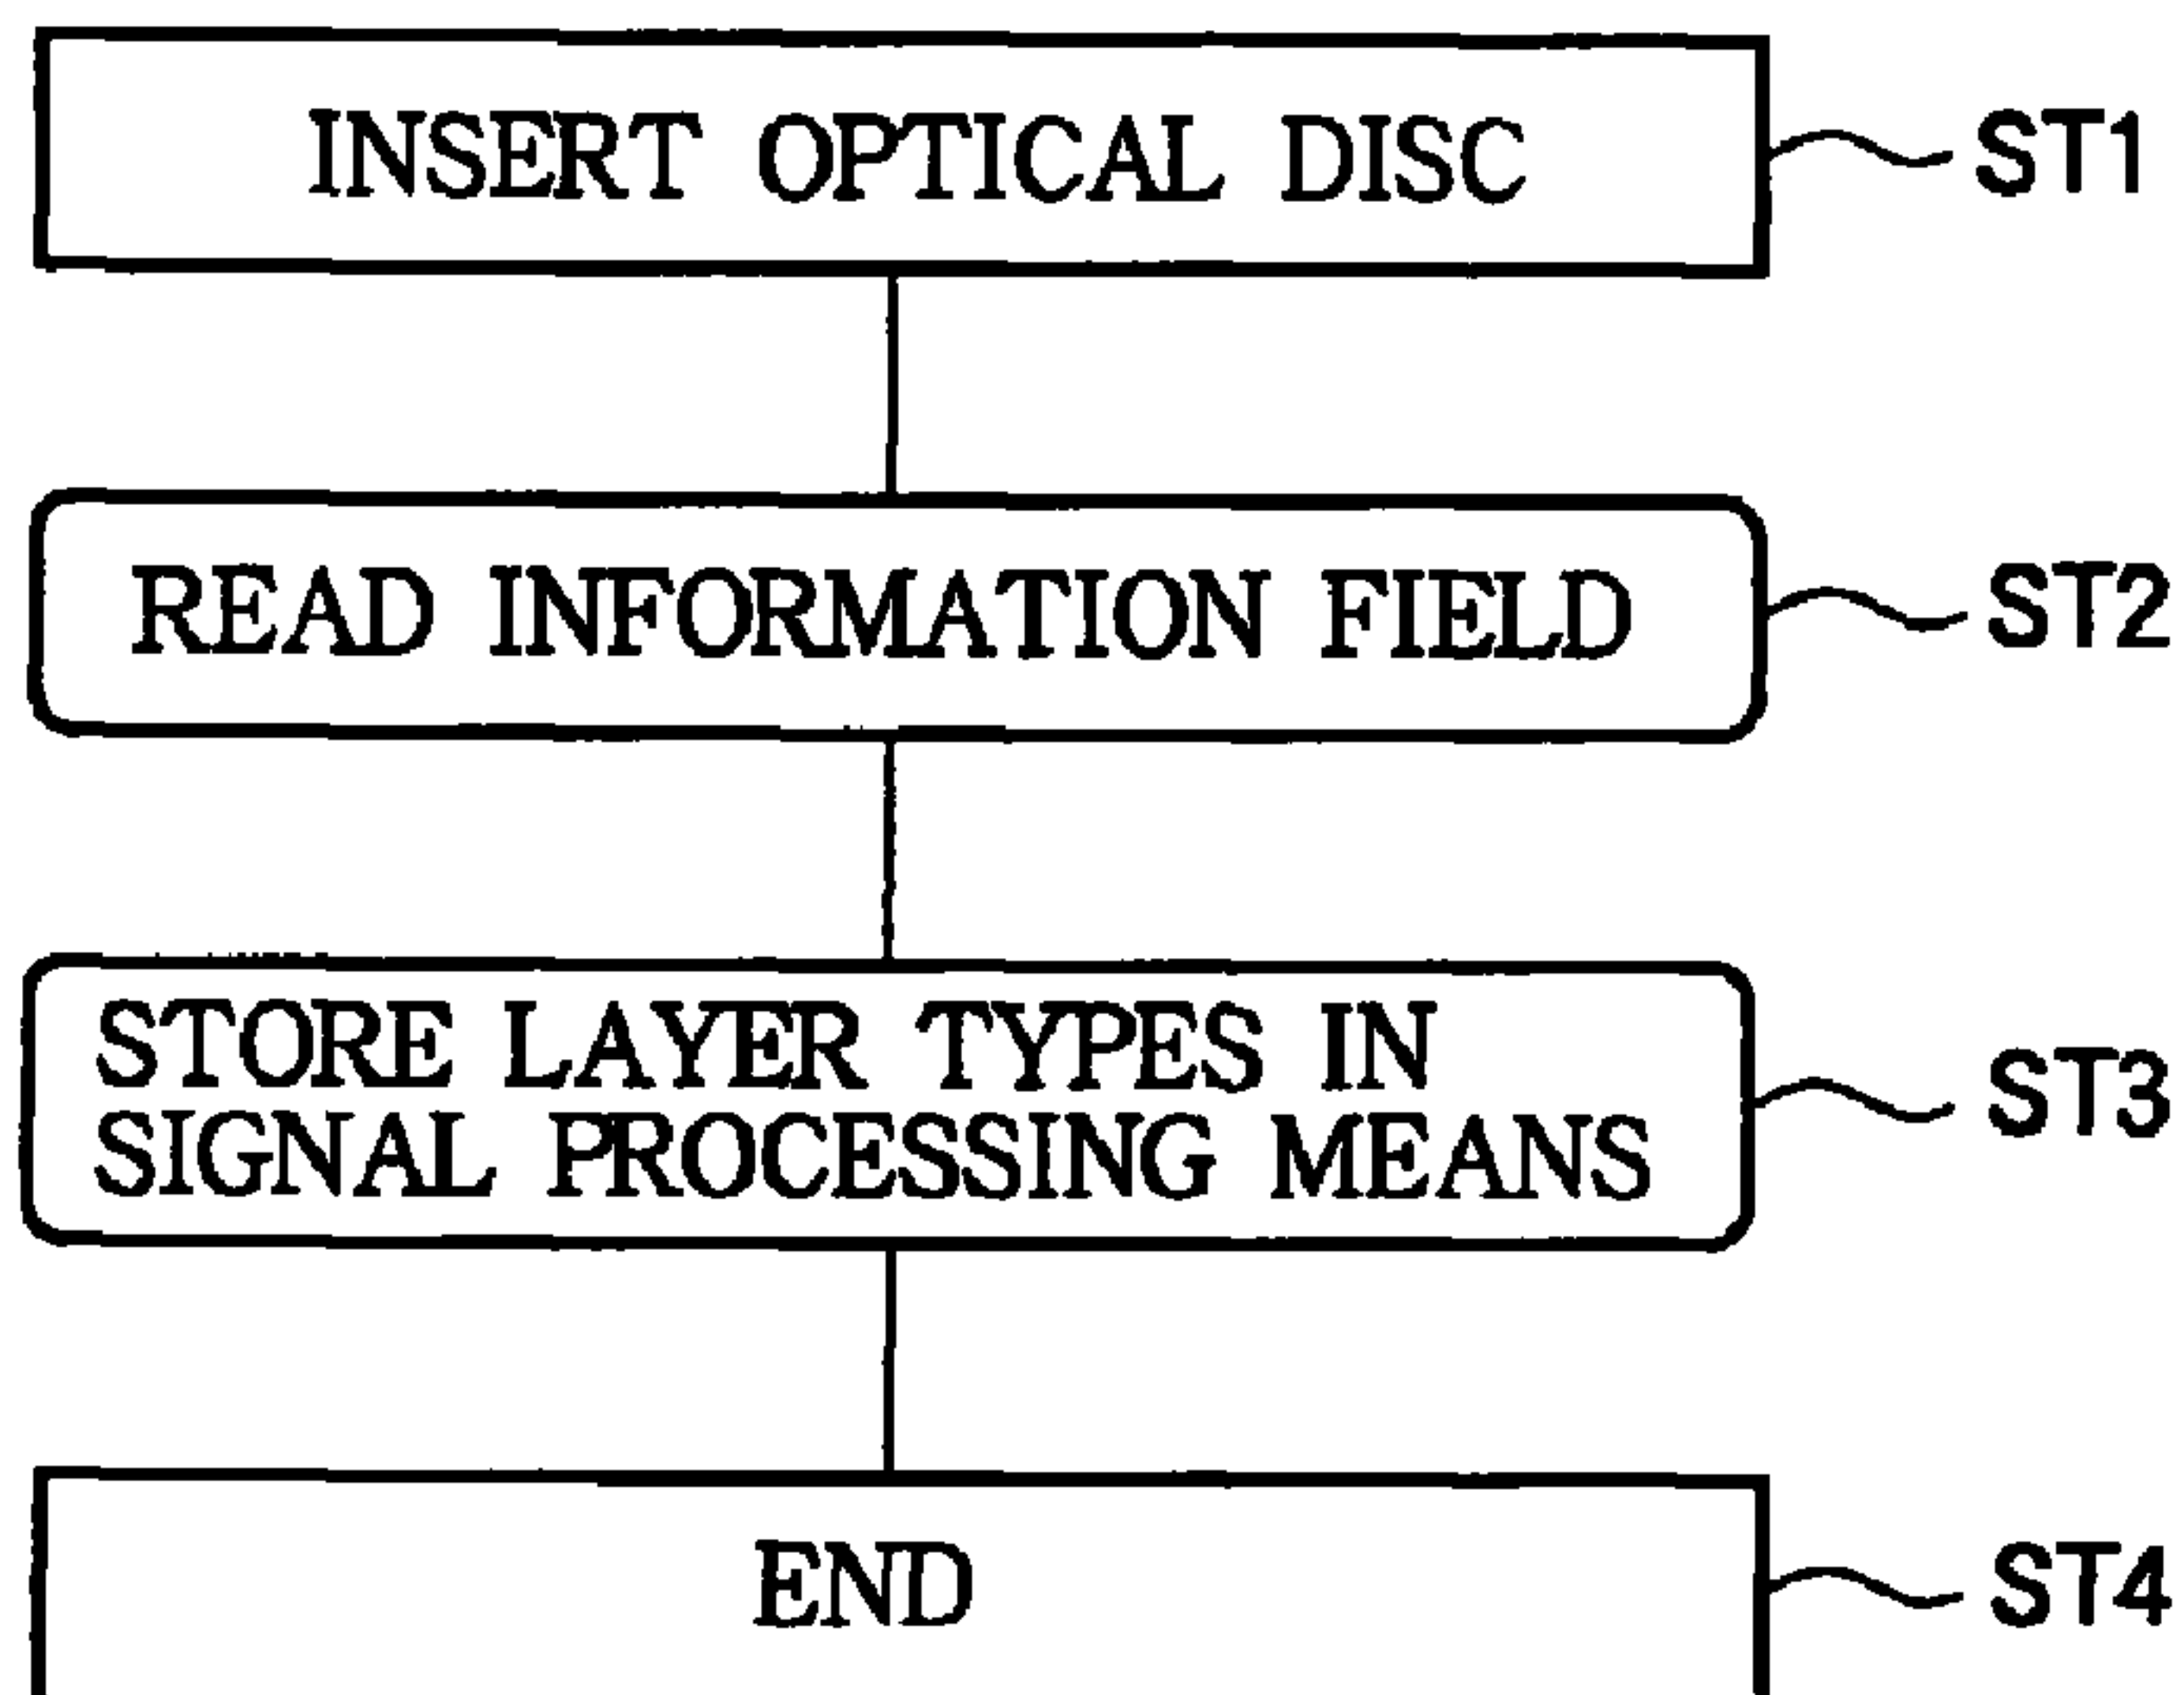 INSERT OPTICAL DISC ST1
READ INFORMATION FIELD ST2
STORE LAYER TYPES IN
SIGNAL PROCESSING MEANS ST3
END ST4